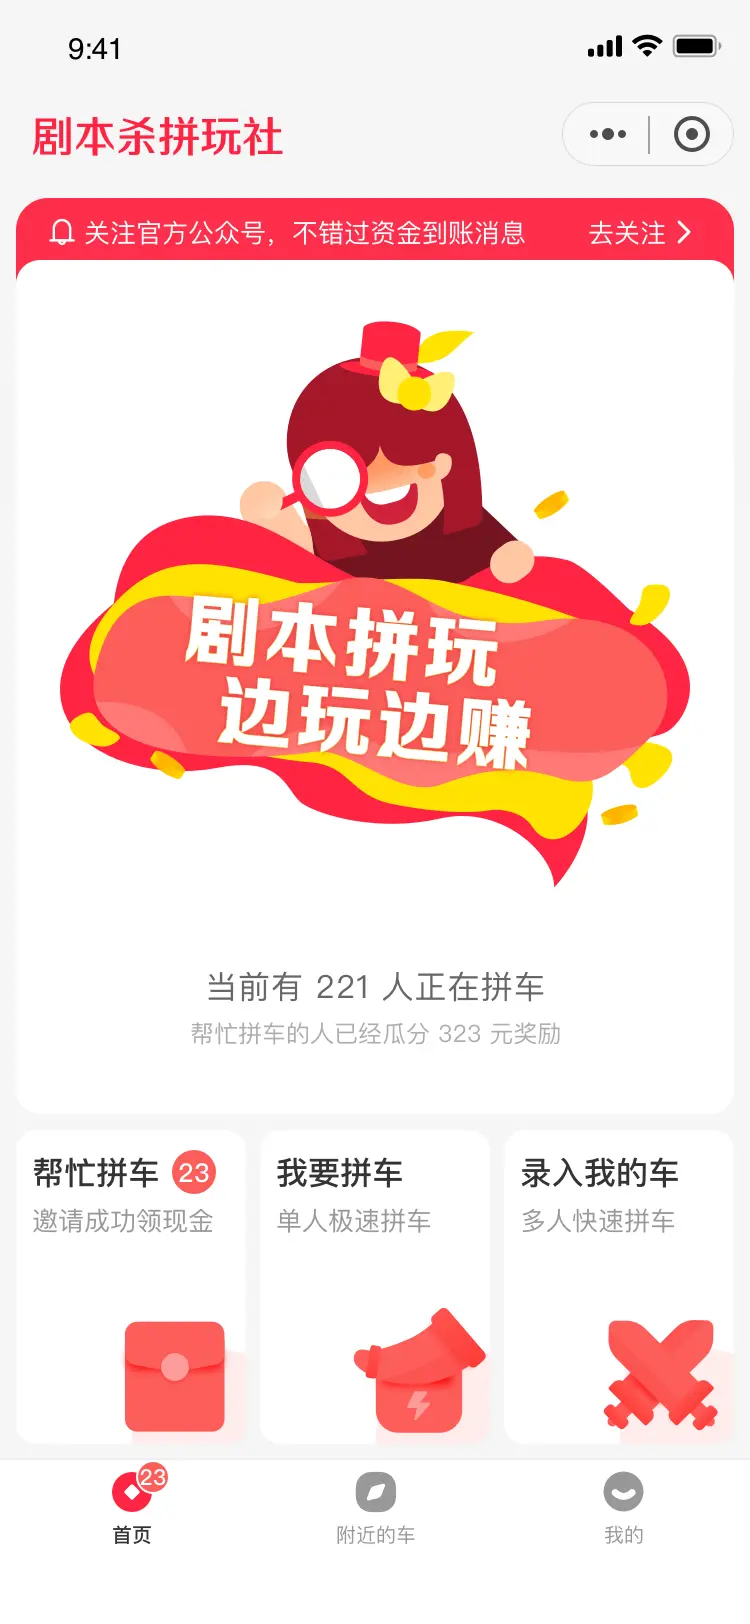 9:41
剧本杀拼玩社
关注官方公众号，不错过资金到账消息 去关注
剧本拼玩
边玩边赚
当前有 221 人正在拼车
帮忙拼车的人已经瓜分 323 元奖励
帮忙拼车 23
邀请成功领现金
我要拼车
单人极速拼车
录入我的车
多人快速拼车
23
首页
附近的车
我的